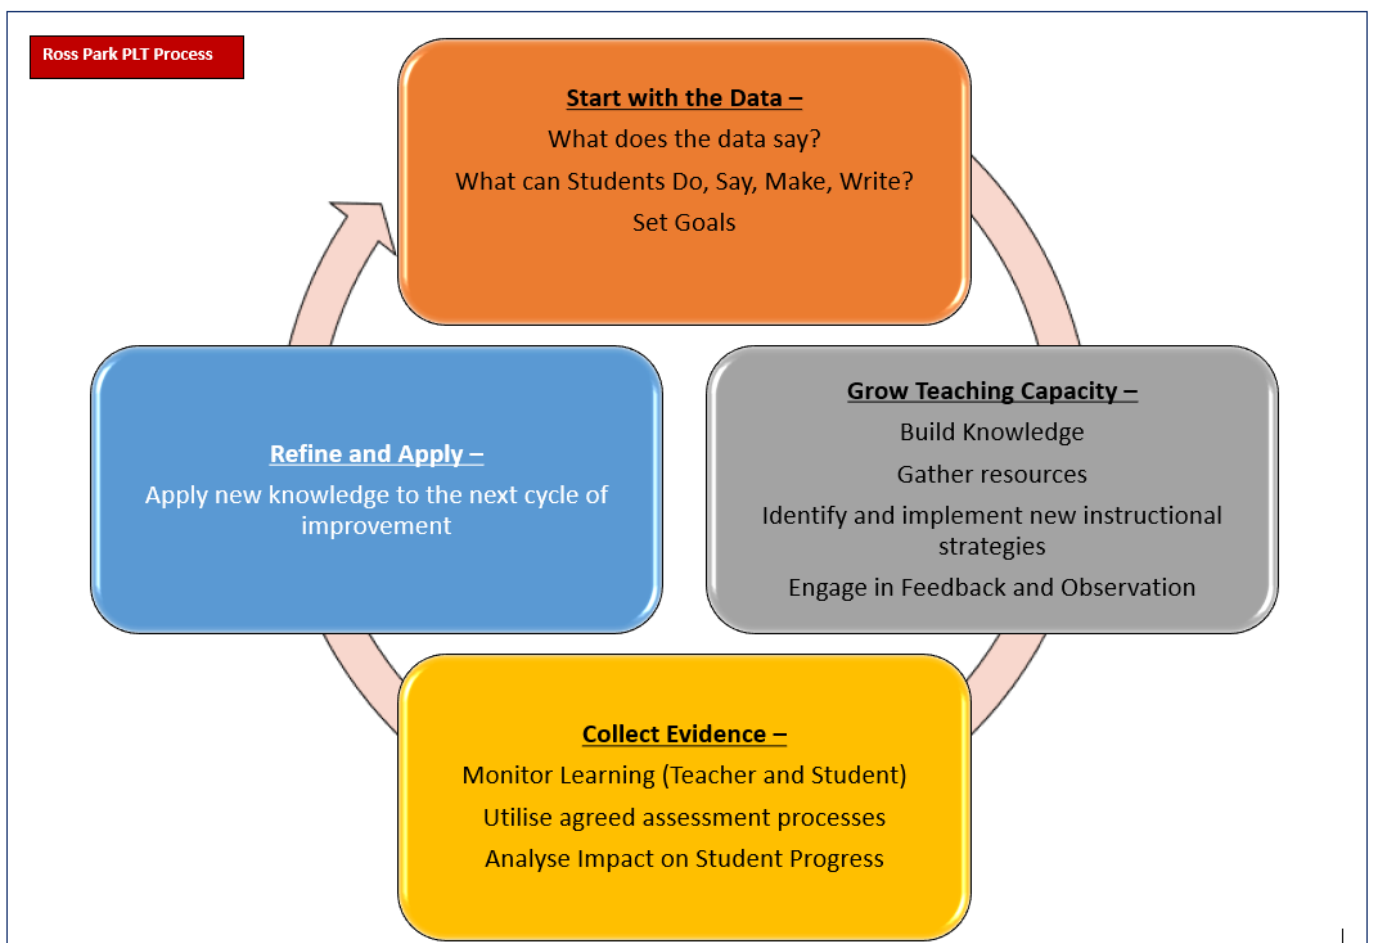 Ross Park PLT Process
Start with the Data –
What does the data say?
What can Students Do, Say, Make, Write?
Set Goals
Grow Teaching Capacity –
Build Knowledge
Gather resources
Identify and implement new instructional
strategies
Engage in Feedback and Observation
Collect Evidence –
Monitor Learning (Teacher and Student)
Utilise agreed assessment processes
Analyse Impact on Student Progress
Refine and Apply –
Apply new knowledge to the next cycle of
improvement